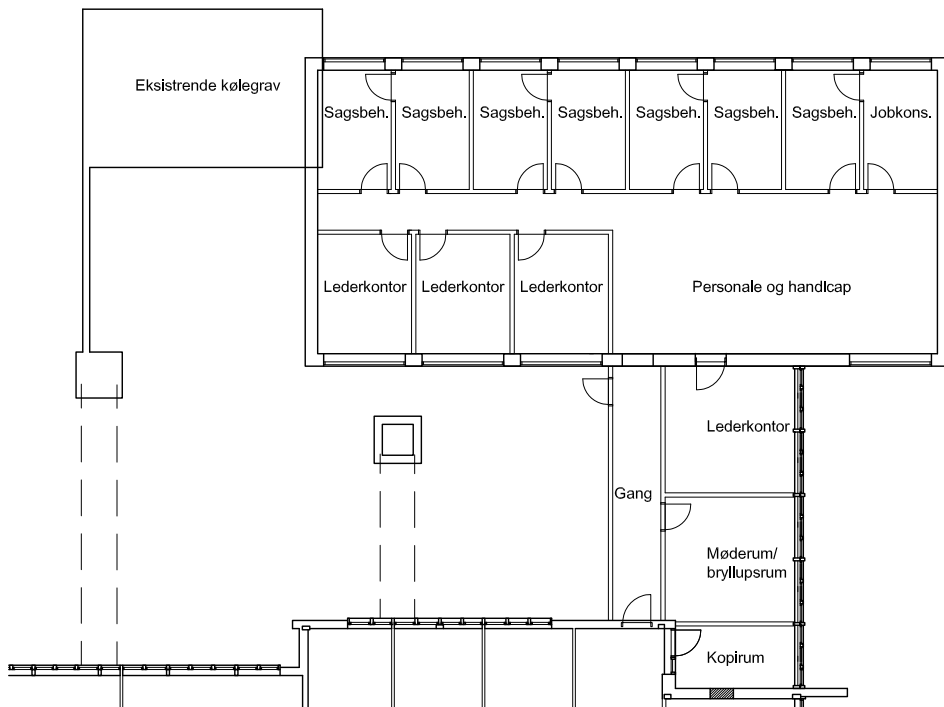 Eksistrende kølegrav
Sagsbeh. Sagsbeh. Sagsbeh. Sagsbeh. Sagsbeh. Sagsbeh. Sagsbeh. Jobkons.
Lederkontor Lederkontor Lederkontor Personale og handIcap
Lederkontor
Gang
Møderum/
bryllupsrum
Kopirum